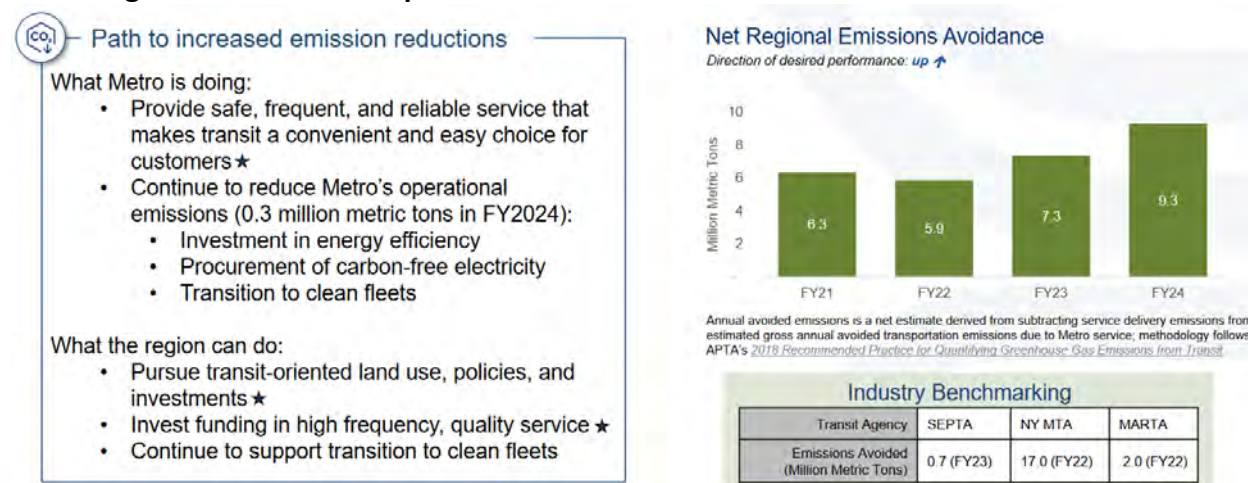 CO₂
Path to increased emission reductions
What Metro is doing:
• Provide safe, frequent, and reliable service that
makes transit a convenient and easy choice for
customers★
• Continue to reduce Metro's operational
emissions (0.3 million metric tons in FY2024):
• Investment in energy efficiency
• Procurement of carbon-free electricity
• Transition to clean fleets
What the region can do:
• Pursue transit-oriented land use, policies, and
investments★
• Invest funding in high frequency, quality service★
• Continue to support transition to clean fleets
Net Regional Emissions Avoidance
Direction of desired performance: up ↑
Million Metric Tons
10
8
6
4
2
-
6.3
5.9
7.3
9.3
FY21
FY22
FY23
FY24
Annual avoided emissions is a net estimate derived from subtracting service delivery emissions from
estimated gross annual avoided transportation emissions due to Metro service; methodology follows
APTA's 2018 Recommended Practice for Quantifying Greenhouse Gas Emissions from Transit
Industry Benchmarking
Transit Agency SEPTA NY MTA MARTA
Emissions Avoided
(Million Metric Tons) 0.7 (FY23) 17.0 (FY22) 2.0 (FY22)